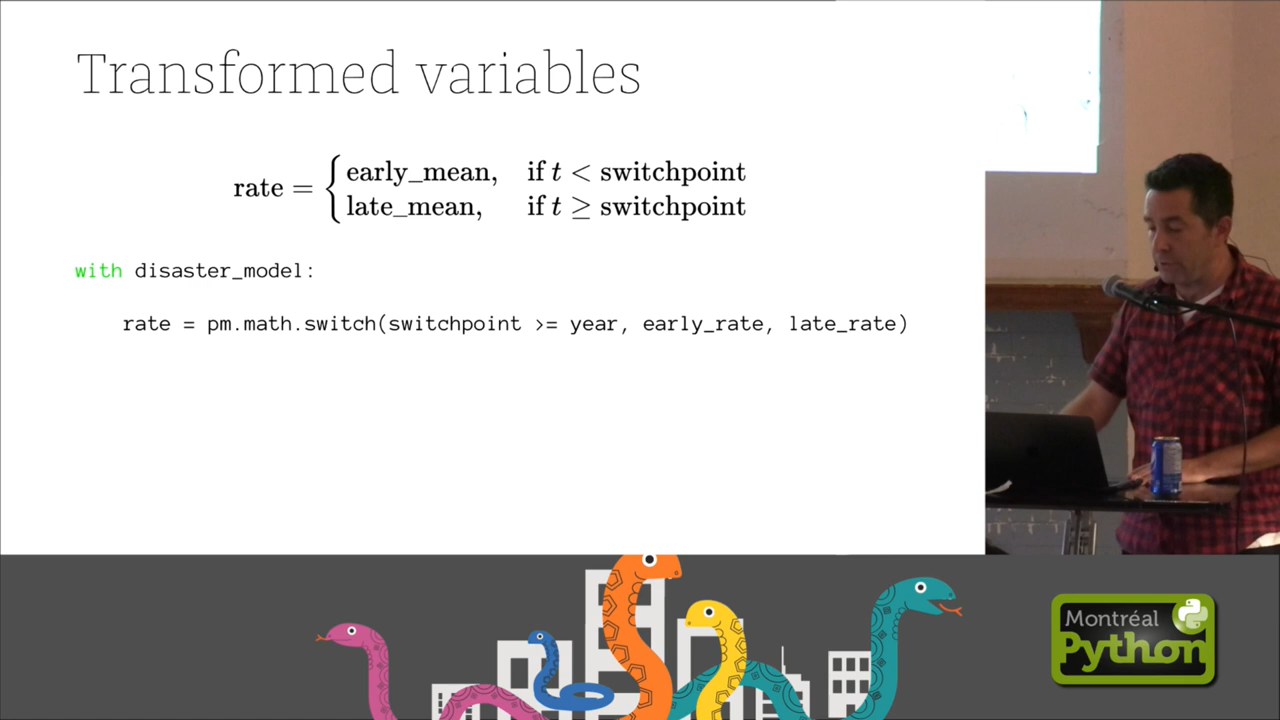 Transformed variables
rate = { early_mean, if t < switchpoint
late_mean, if t ≥ switchpoint
with disaster_model:
rate = pm.math.switch(switchpoint >= year, early_rate, late_rate)
Montréal
Python